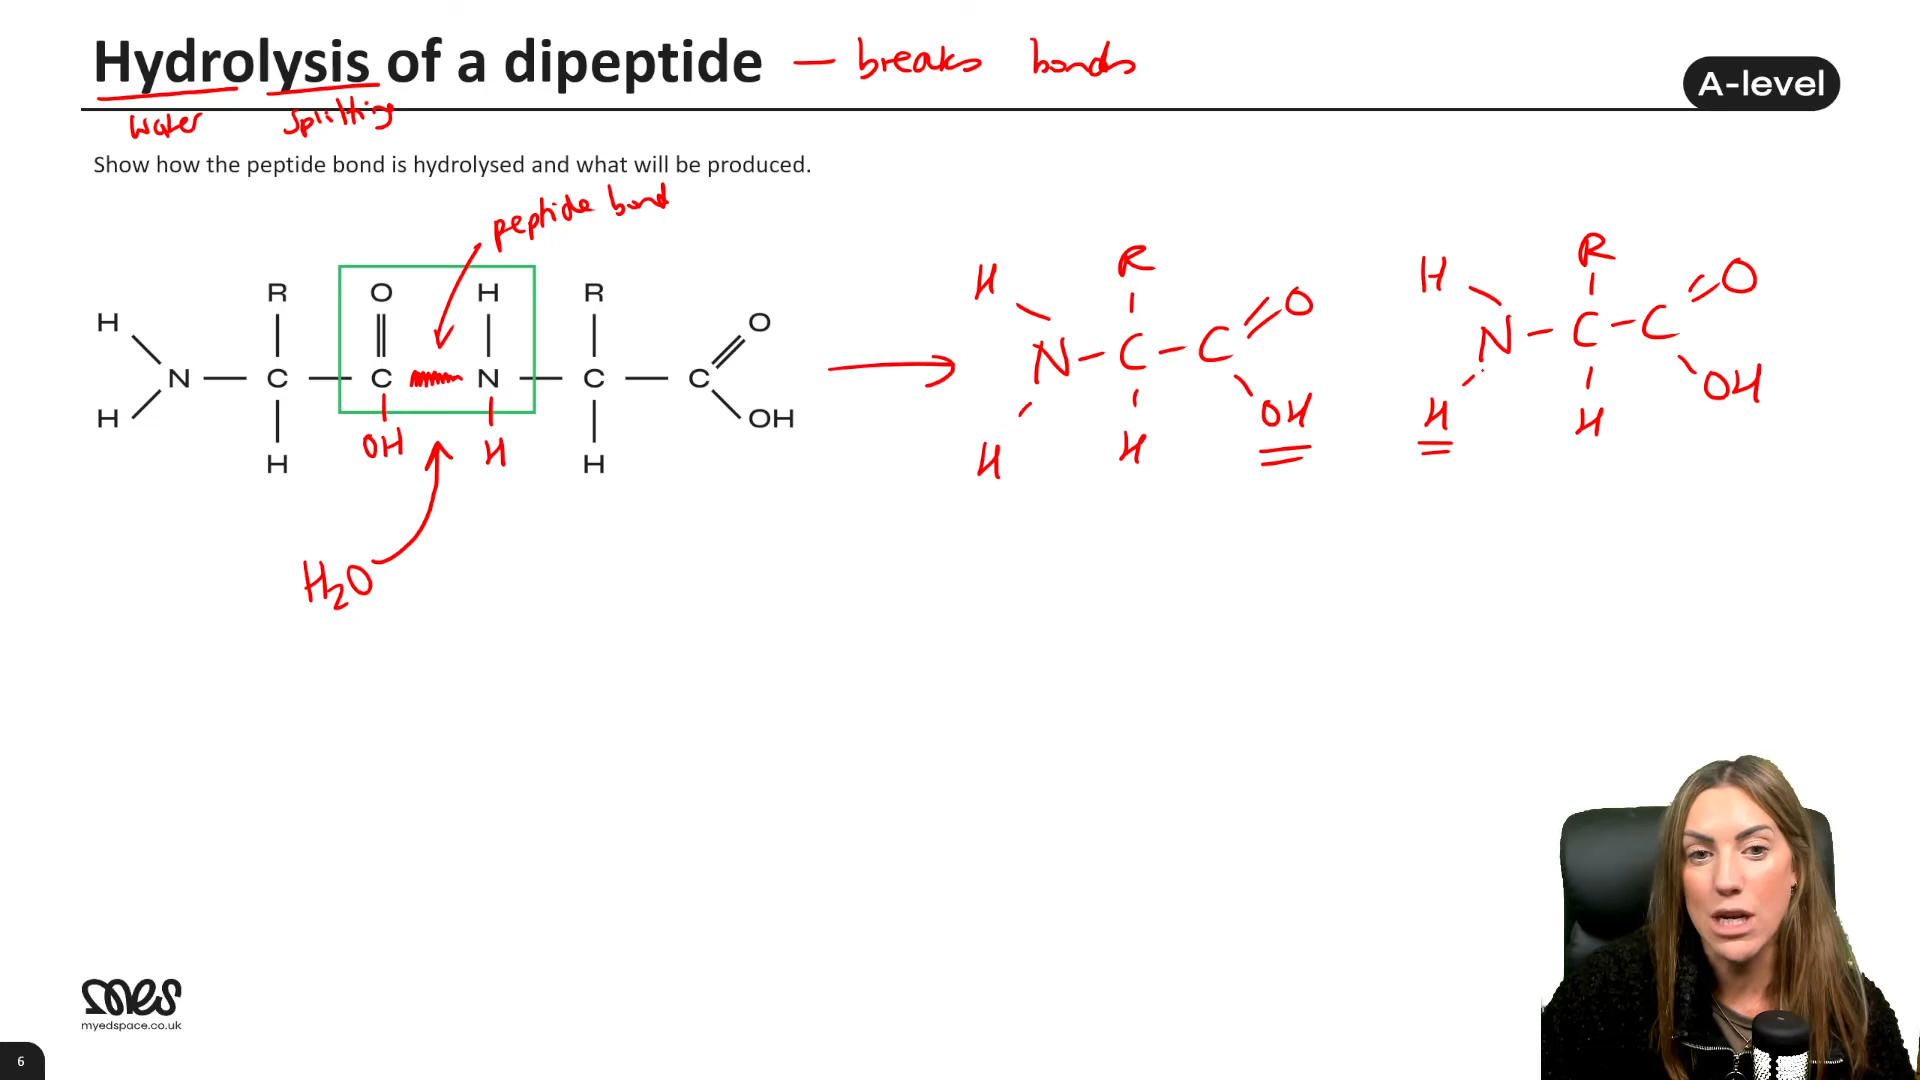 Hydrolysis of a dipeptide — breaks bonds
A-level
Water splitting
Show how the peptide bond is hydrolysed and what will be produced.
peptide bond
R O H R
H O
N — C — C N — C — C
H OH
H OH H H
H₂O
H R O
N - C - C
H H OH
H R O
N - C - C
H H OH
myedspace.co.uk
6